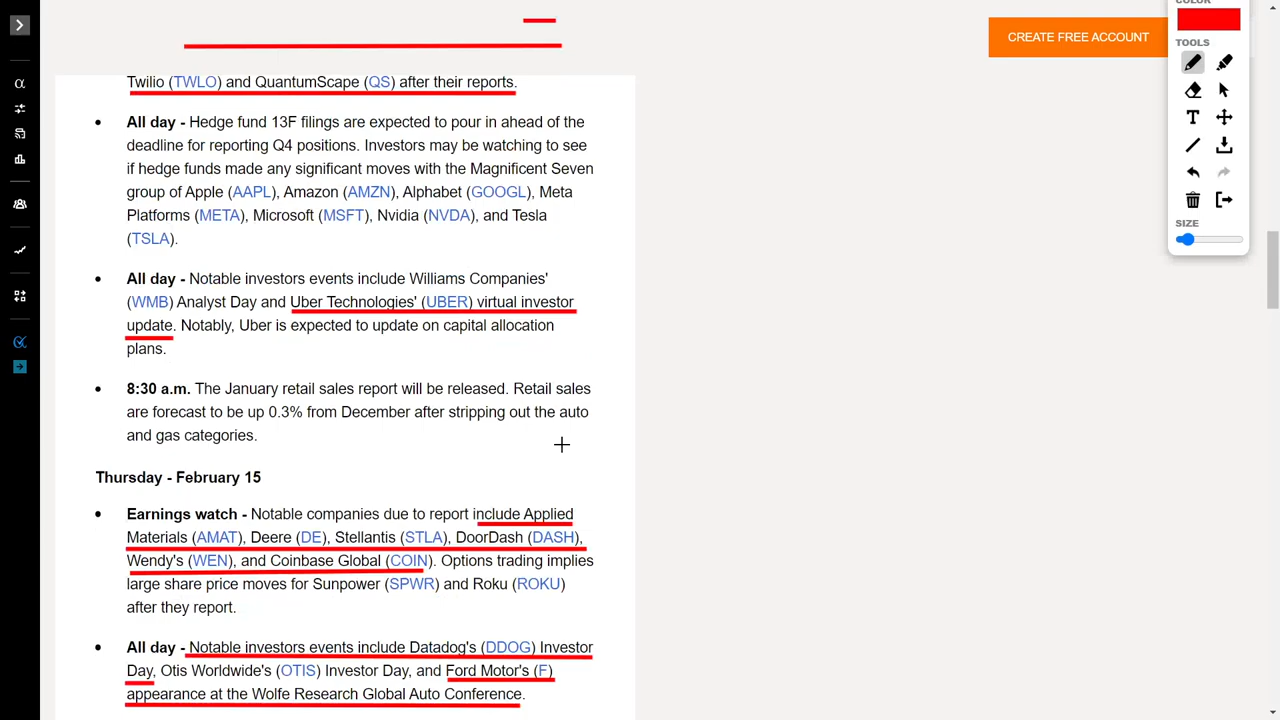 CREATE FREE ACCOUNT
TOOLS
SIZE
Twilio (TWLO) and QuantumScape (QS) after their reports.
All day - Hedge fund 13F filings are expected to pour in ahead of the
deadline for reporting Q4 positions. Investors may be watching to see
if hedge funds made any significant moves with the Magnificent Seven
group of Apple (AAPL), Amazon (AMZN), Alphabet (GOOGL), Meta
Platforms (META), Microsoft (MSFT), Nvidia (NVDA), and Tesla
(TSLA).
All day - Notable investors events include Williams Companies'
(WMB) Analyst Day and Uber Technologies' (UBER) virtual investor
update. Notably, Uber is expected to update on capital allocation
plans.
8:30 a.m. The January retail sales report will be released. Retail sales
are forecast to be up 0.3% from December after stripping out the auto
and gas categories.
Thursday - February 15
Earnings watch - Notable companies due to report include Applied
Materials (AMAT), Deere (DE), Stellantis (STLA), DoorDash (DASH),
Wendy's (WEN), and Coinbase Global (COIN). Options trading implies
large share price moves for Sunpower (SPWR) and Roku (ROKU)
after they report.
All day - Notable investors events include Datadog's (DDOG) Investor
Day, Otis Worldwide's (OTIS) Investor Day, and Ford Motor's (F)
appearance at the Wolfe Research Global Auto Conference.